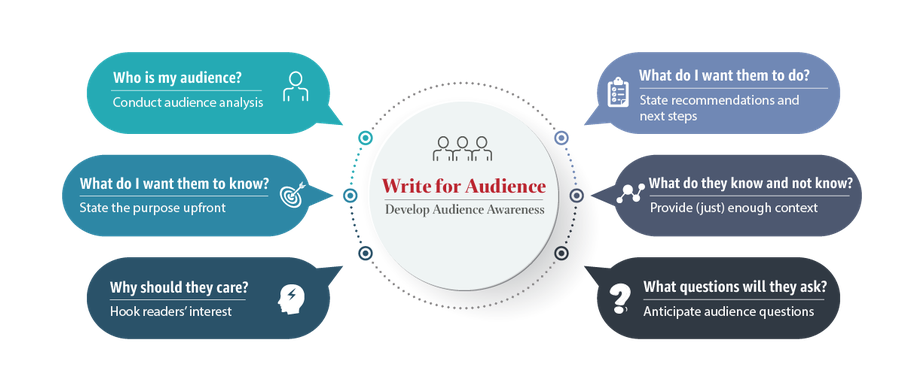 Who is my audience?
Conduct audience analysis
What do I want them to know?
State the purpose upfront
Why should they care?
Hook readers' interest
Write for Audience
Develop Audience Awareness
What do I want them to do?
State recommendations and
next steps
What do they know and not know?
Provide (just) enough context
What questions will they ask?
Anticipate audience questions